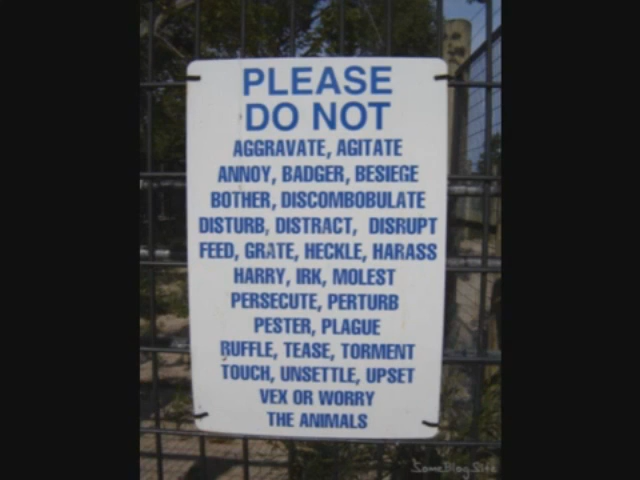 PLEASE
DO NOT
AGGRAVATE, AGITATE
ANNOY, BADGER, BESIEGE
BOTHER, DISCOMBOBULATE
DISTURB, DISTRACT, DISRUPT
FEED, GRATE, HECKLE, HARASS
HARRY, IRK, MOLEST
PERSECUTE, PERTURB
PESTER, PLAGUE
RUFFLE, TEASE, TORMENT
TOUCH, UNSETTLE, UPSET
VEX OR WORRY
THE ANIMALS
SomeBlogSite